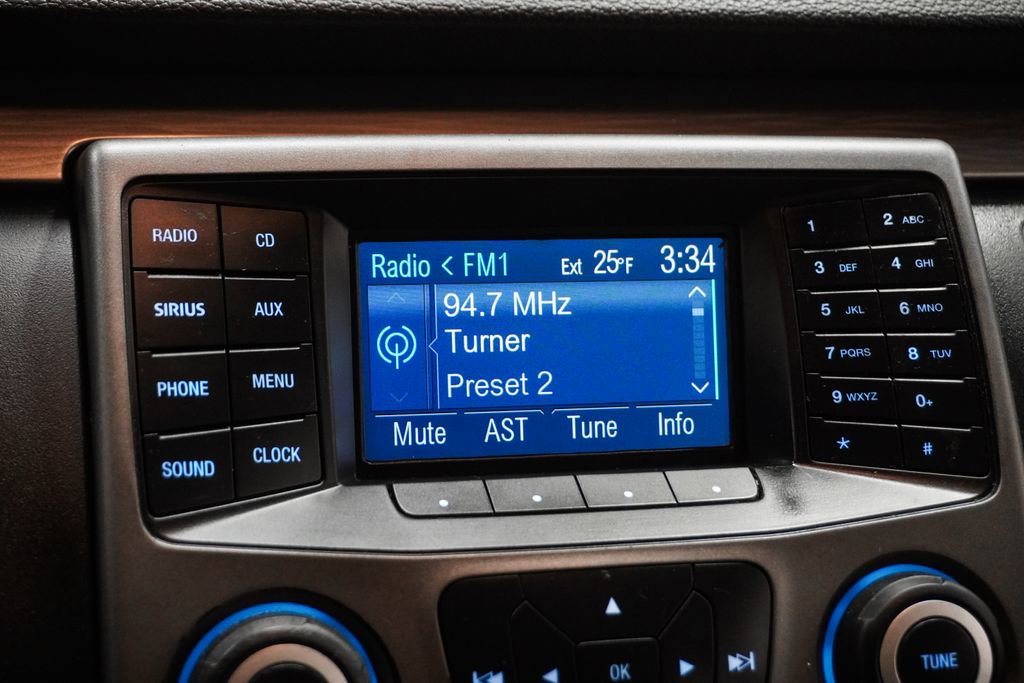 RADIO CD
SIRIUS AUX
PHONE MENU
SOUND CLOCK
Radio < FM1 Ext 25°F 3:34
94.7 MHz
Turner
Preset 2
Mute AST Tune Info
1 2 ABC
3 DEF 4 GHI
5 JKL 6 MNO
7 PQRS 8 TUV
9 WXYZ 0+
* #
OK
TUNE